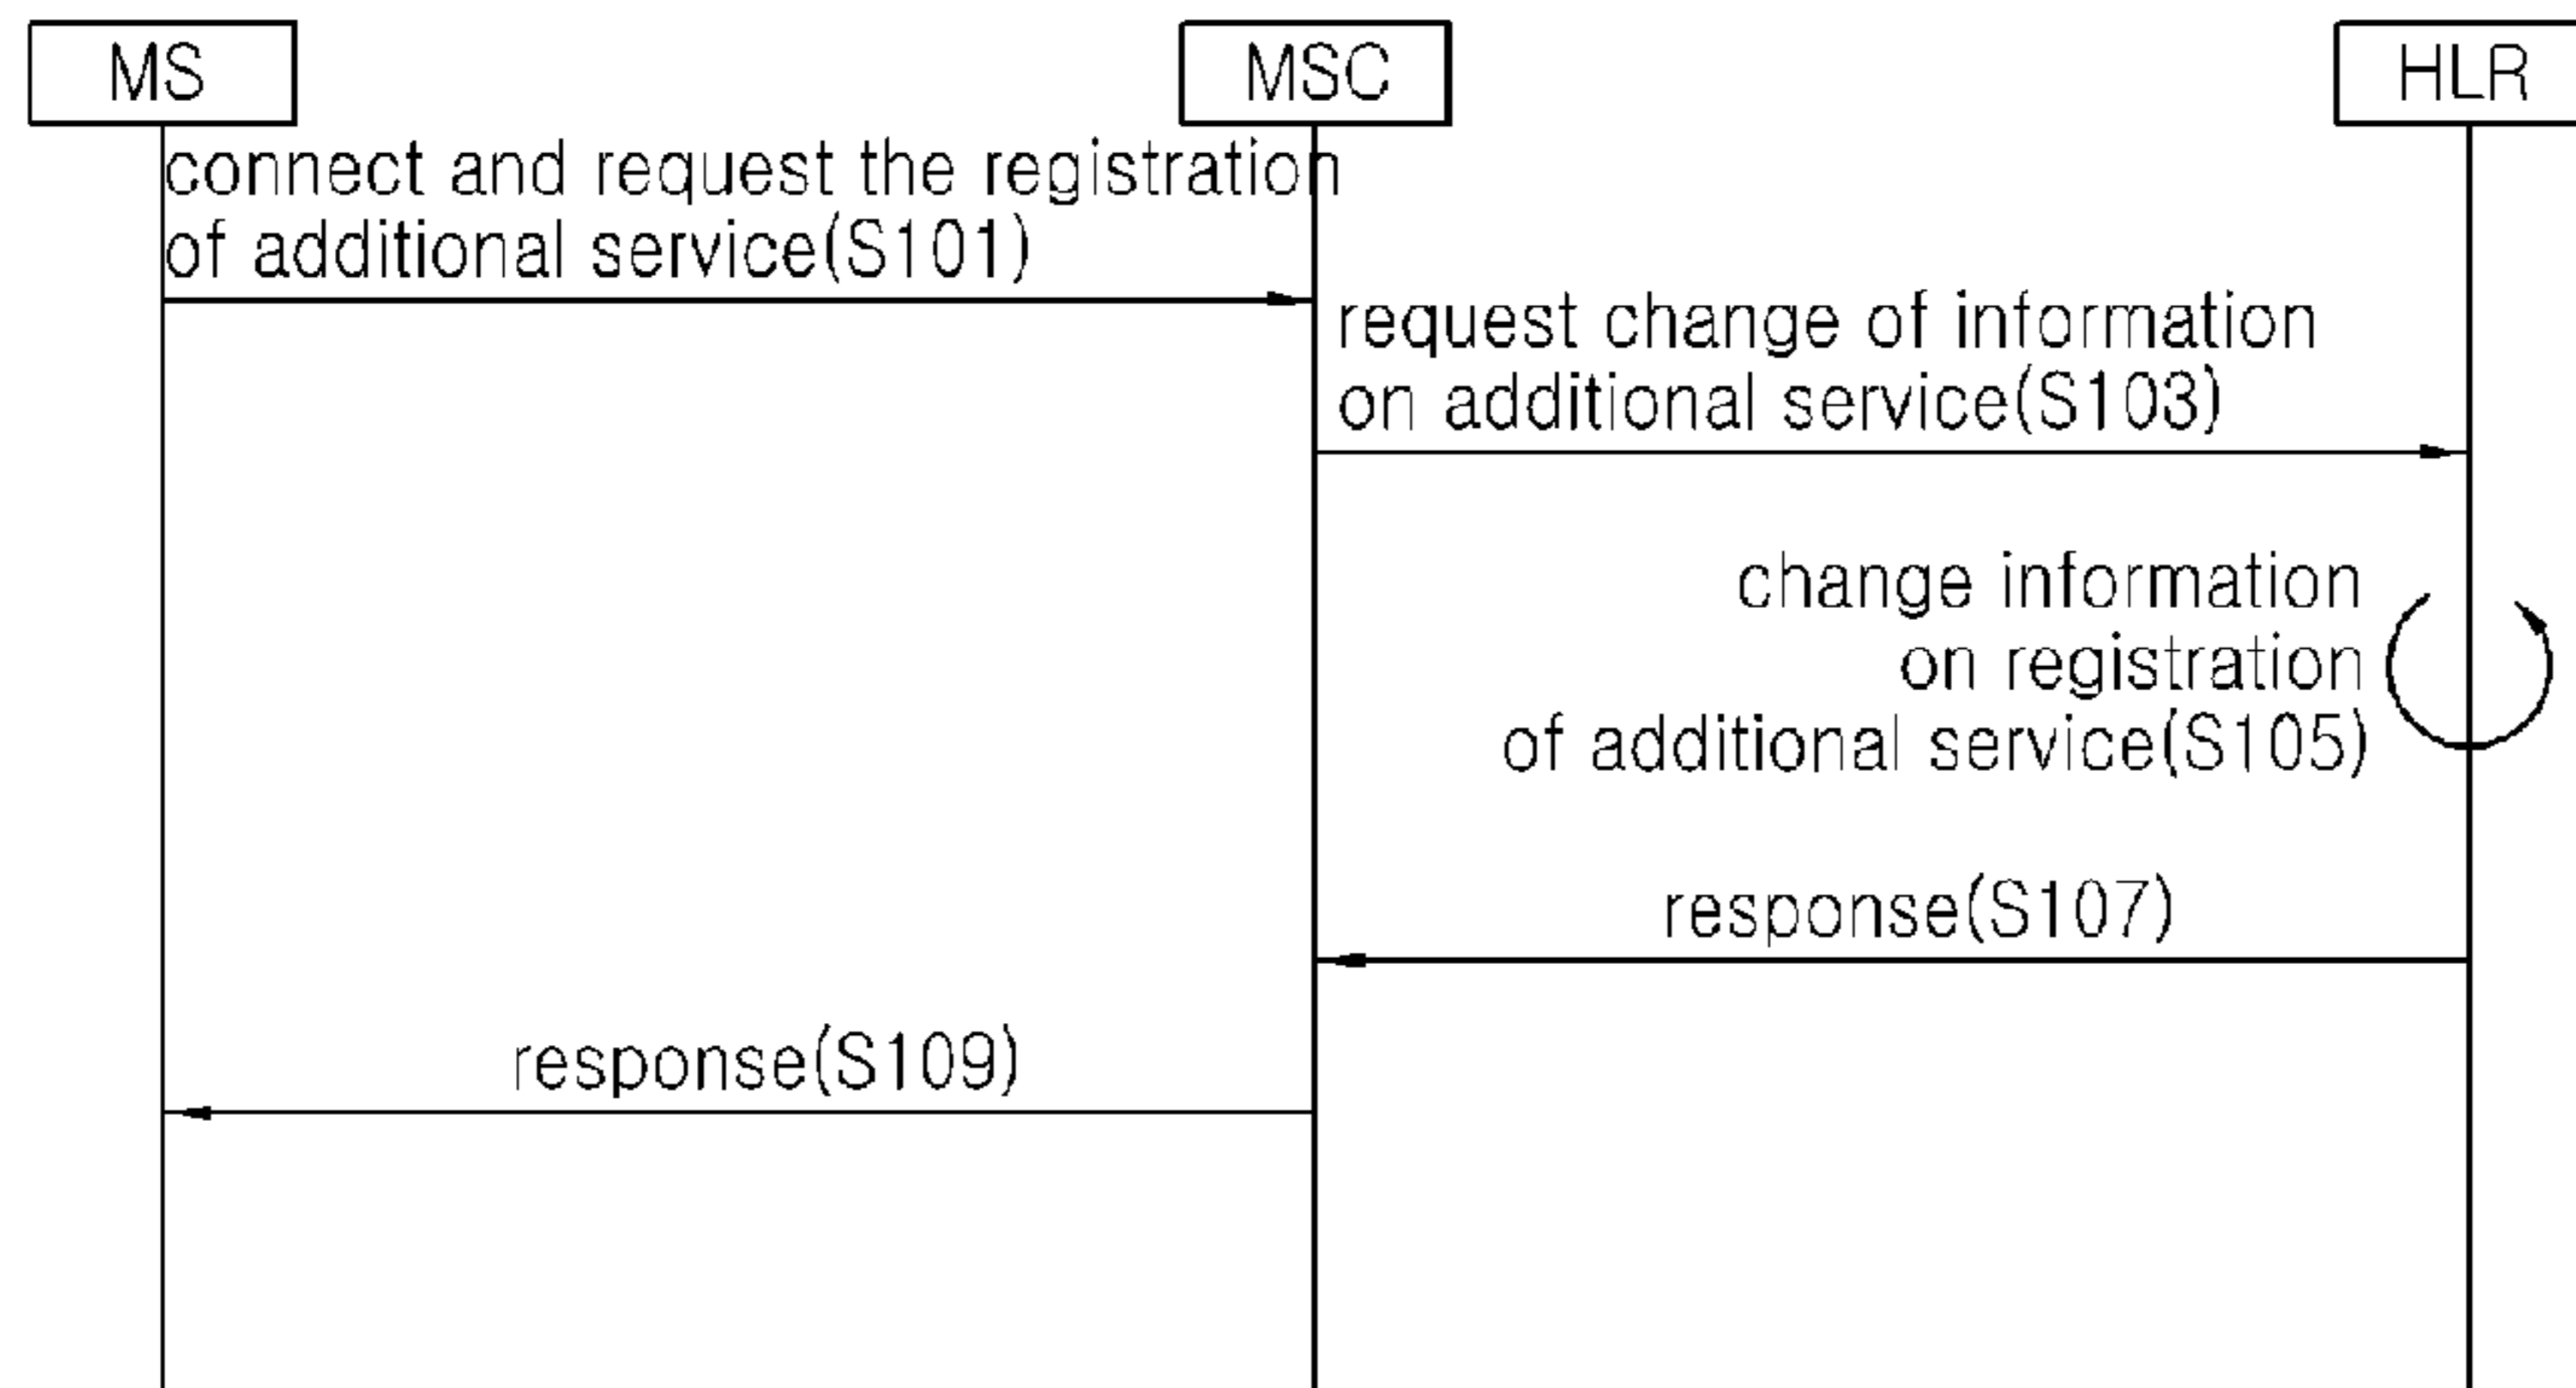 MS
MSC
HLR
connect and request the registration
of additional service(S101)
request change of information
on additional service(S103)
change information
on registration
of additional service(S105)
response(S107)
response(S109)